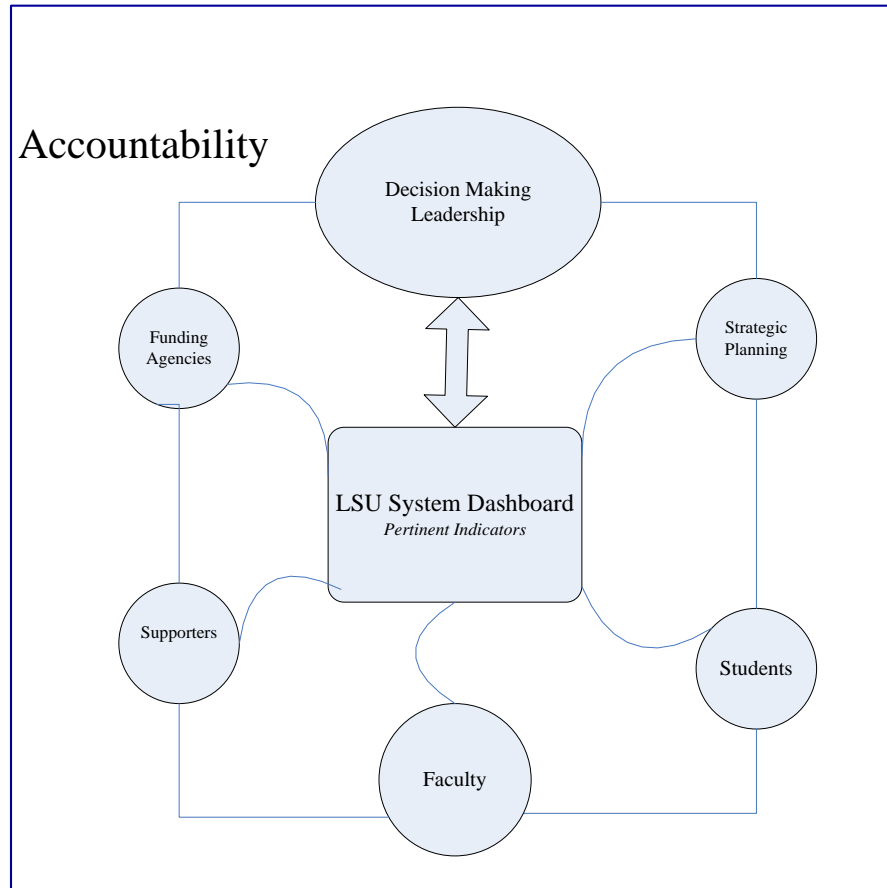 Accountability
Decision Making
Leadership
Funding
Agencies
Strategic
Planning
LSU System Dashboard
Pertinent Indicators
Supporters
Students
Faculty